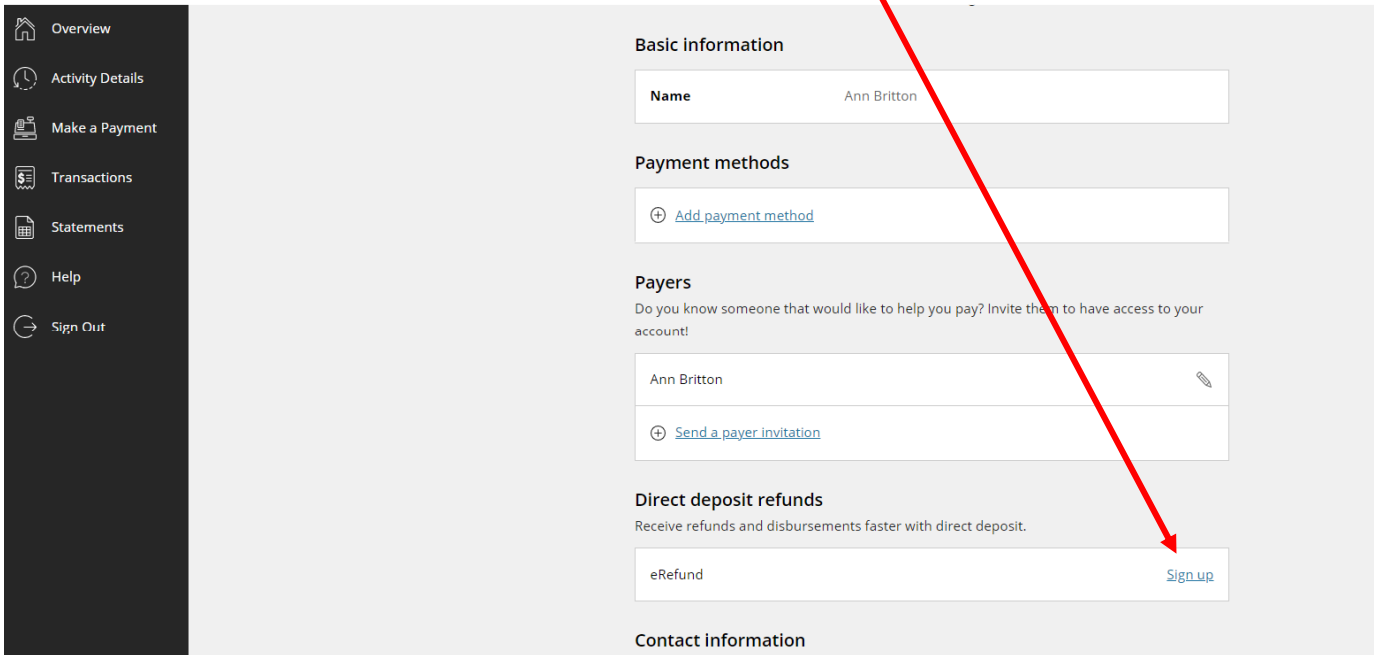 Overview
Activity Details
Make a Payment
Transactions
Statements
Help
Sign Out
Basic information
Name Ann Britton
Payment methods
Add payment method
Payers
Do you know someone that would like to help you pay? Invite them to have access to your
account!
Ann Britton
Send a payer invitation
Direct deposit refunds
Receive refunds and disbursements faster with direct deposit.
eRefund Sign up
Contact information